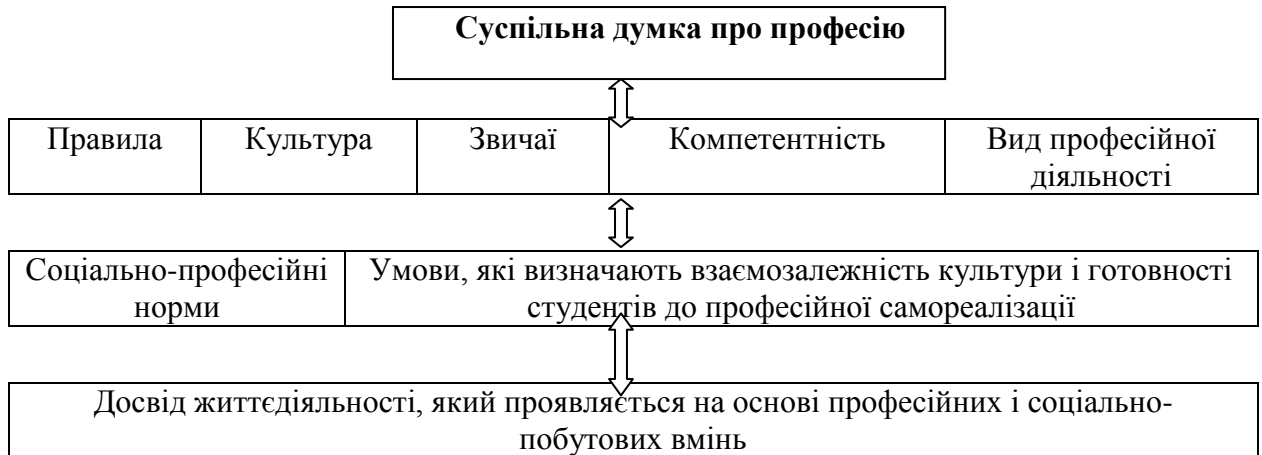 Суспільна думка про професію
Правила Культура Звичаї Компетентність Вид професійної
діяльності
Соціально-професійні
норми
Умови, які визначають взаємозалежність культури і готовності
студентів до професійної самореалізації
Досвід життєдіяльності, який проявляється на основі професійних і соціально-
побутових вмінь